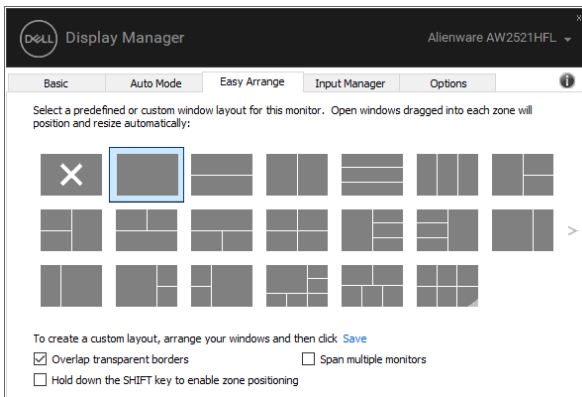 DELL Display Manager
Alienware AW2521HFL
Basic Auto Mode Easy Arrange Input Manager Options
Select a predefined or custom window layout for this monitor. Open windows dragged into each zone will
position and resize automatically:
To create a custom layout, arrange your windows and then click Save
Overlap transparent borders
Span multiple monitors
Hold down the SHIFT key to enable zone positioning